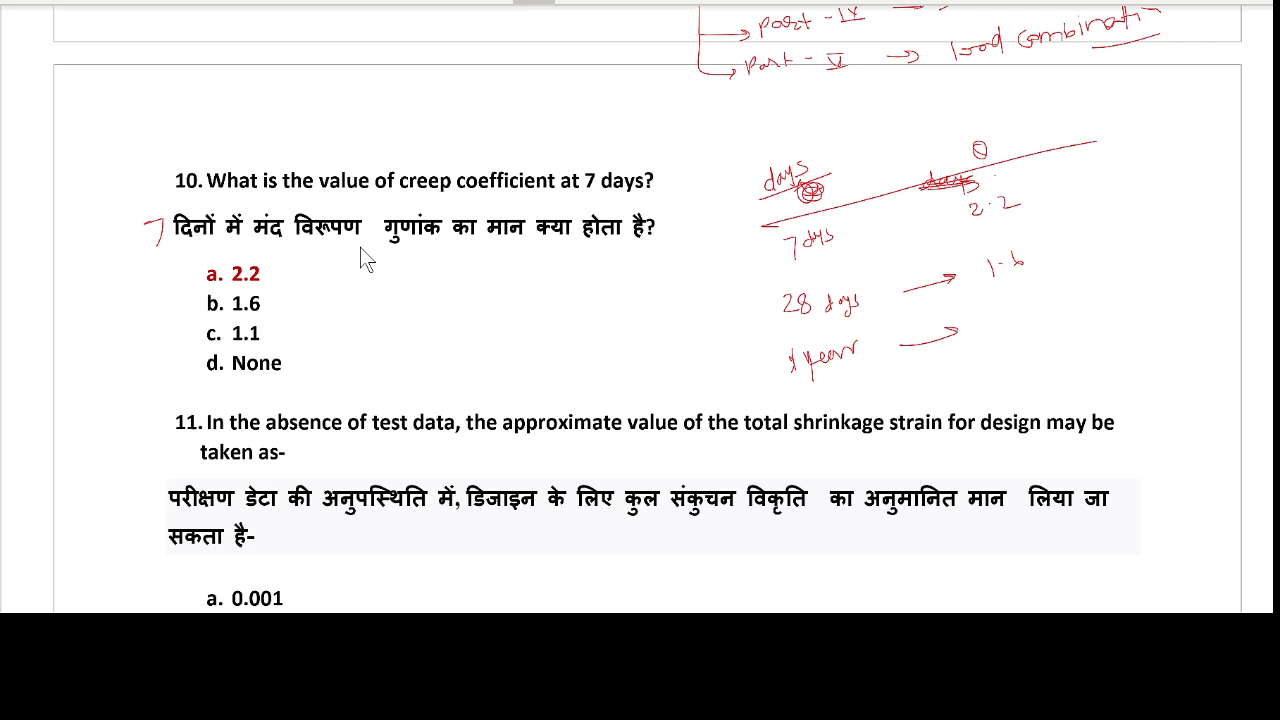 Part - IV →
Part - V → load combination
10. What is the value of creep coefficient at 7 days?
7 दिनों में मंद विरूपण गुणांक का मान क्या होता है?
a. 2.2
b. 1.6
c. 1.1
d. None
days θ
7 days 2.2
28 days → 1.6
1 year →
11. In the absence of test data, the approximate value of the total shrinkage strain for design may be
taken as-
परीक्षण डेटा की अनुपस्थिति में, डिजाइन के लिए कुल संकुचन विकृति का अनुमानित मान लिया जा
सकता है-
a. 0.001